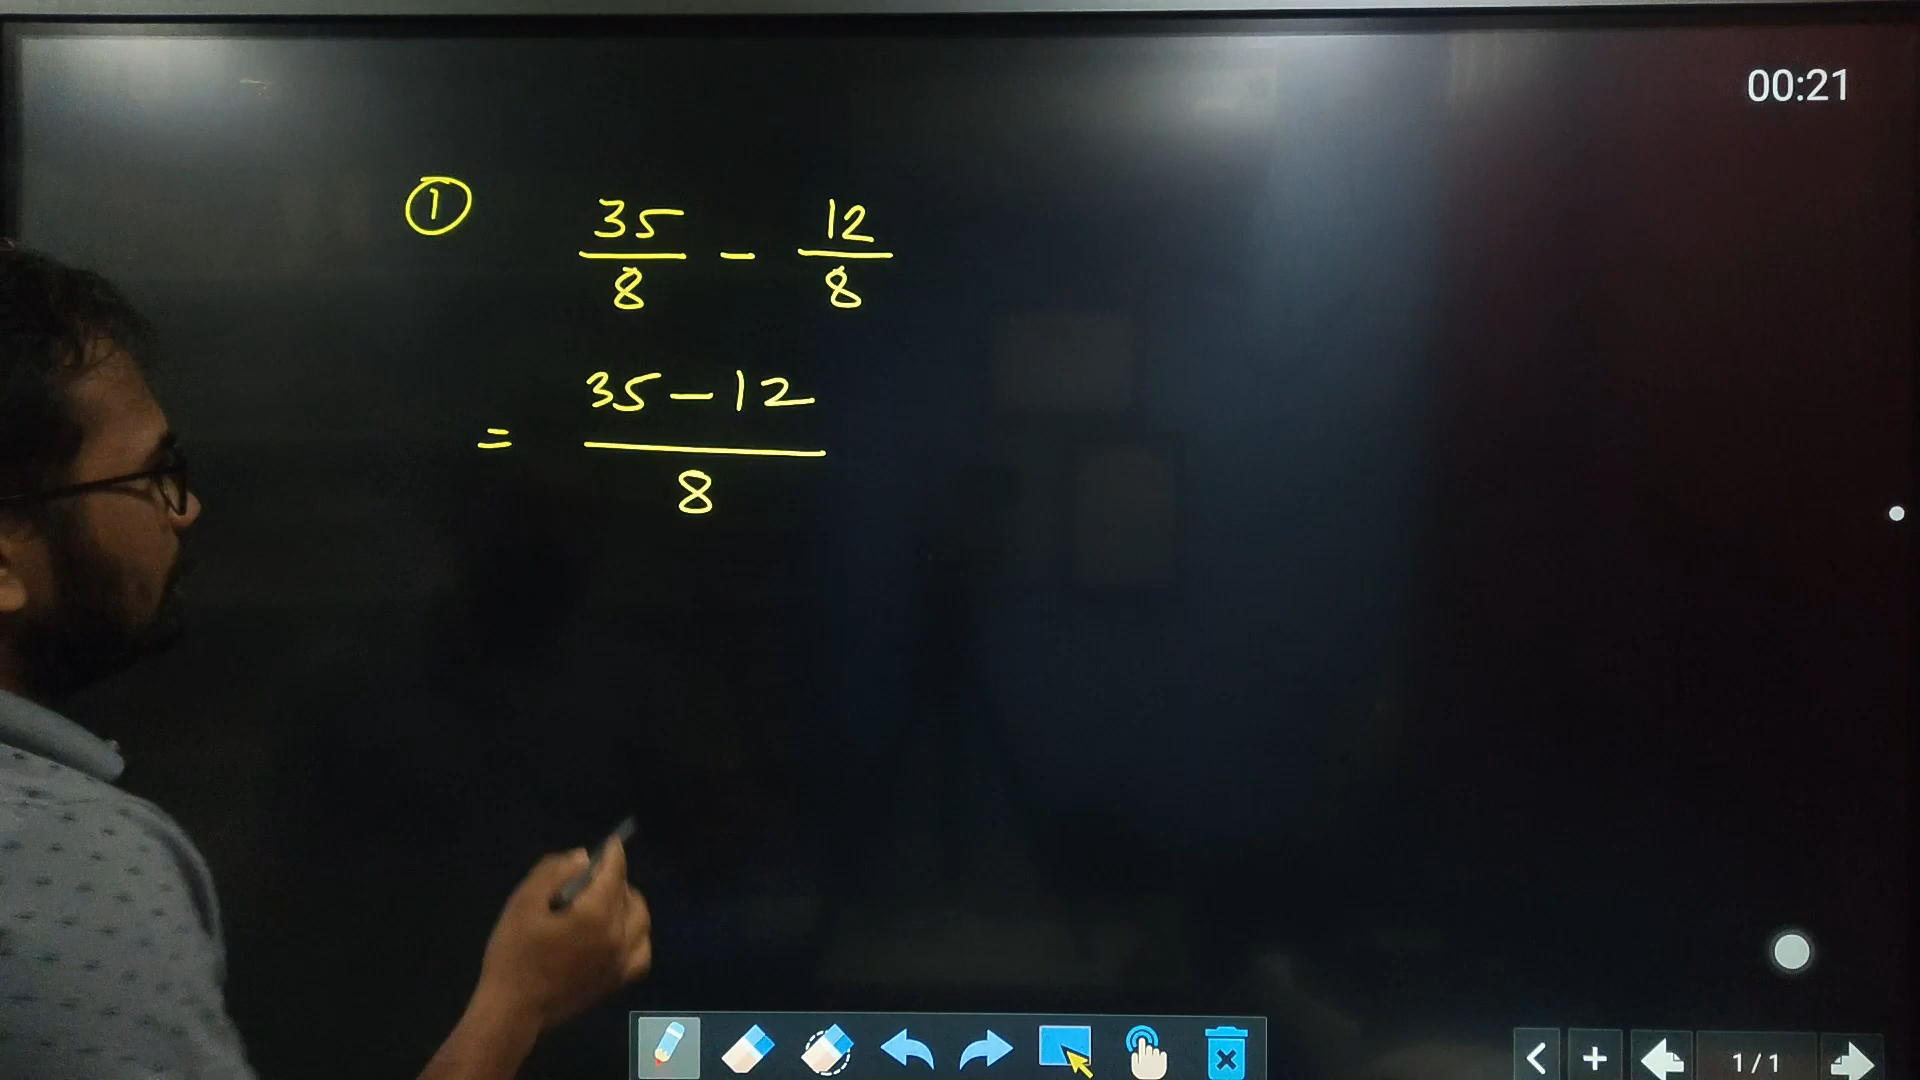 00:21
① 35/8 - 12/8
= 35 - 12/8
1/1